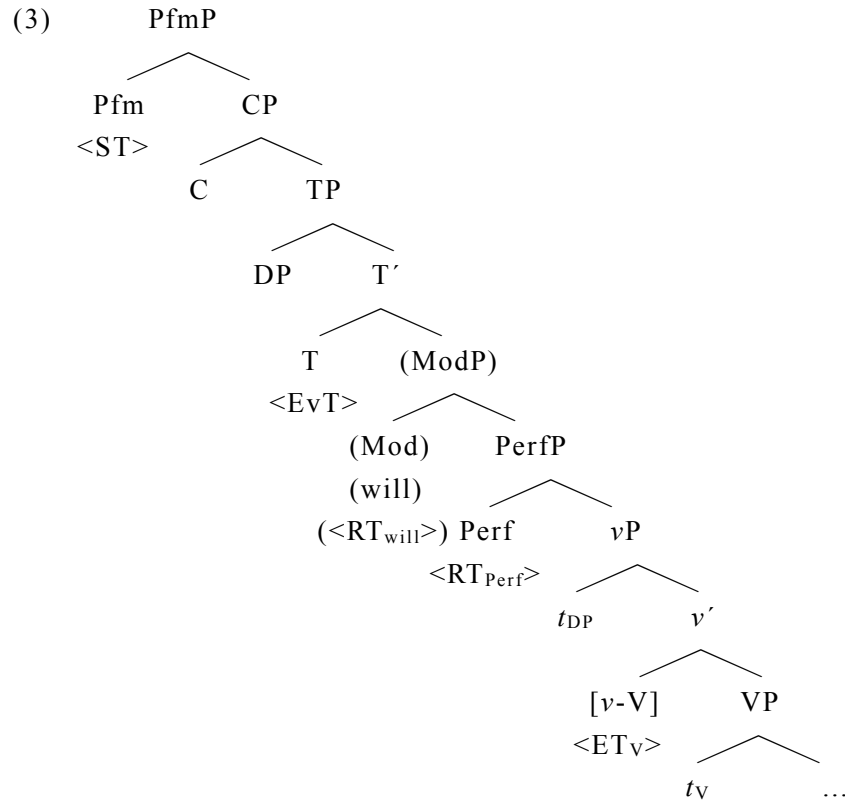 (3) PfmP
Pfm CP
<ST>
C TP
DP T´
T (ModP)
<EvT>
(Mod) PerfP
(will)
(<RTwill>) Perf vP
<RTPerf>
tDP v´
[v-V] VP
<ETV>
tV …